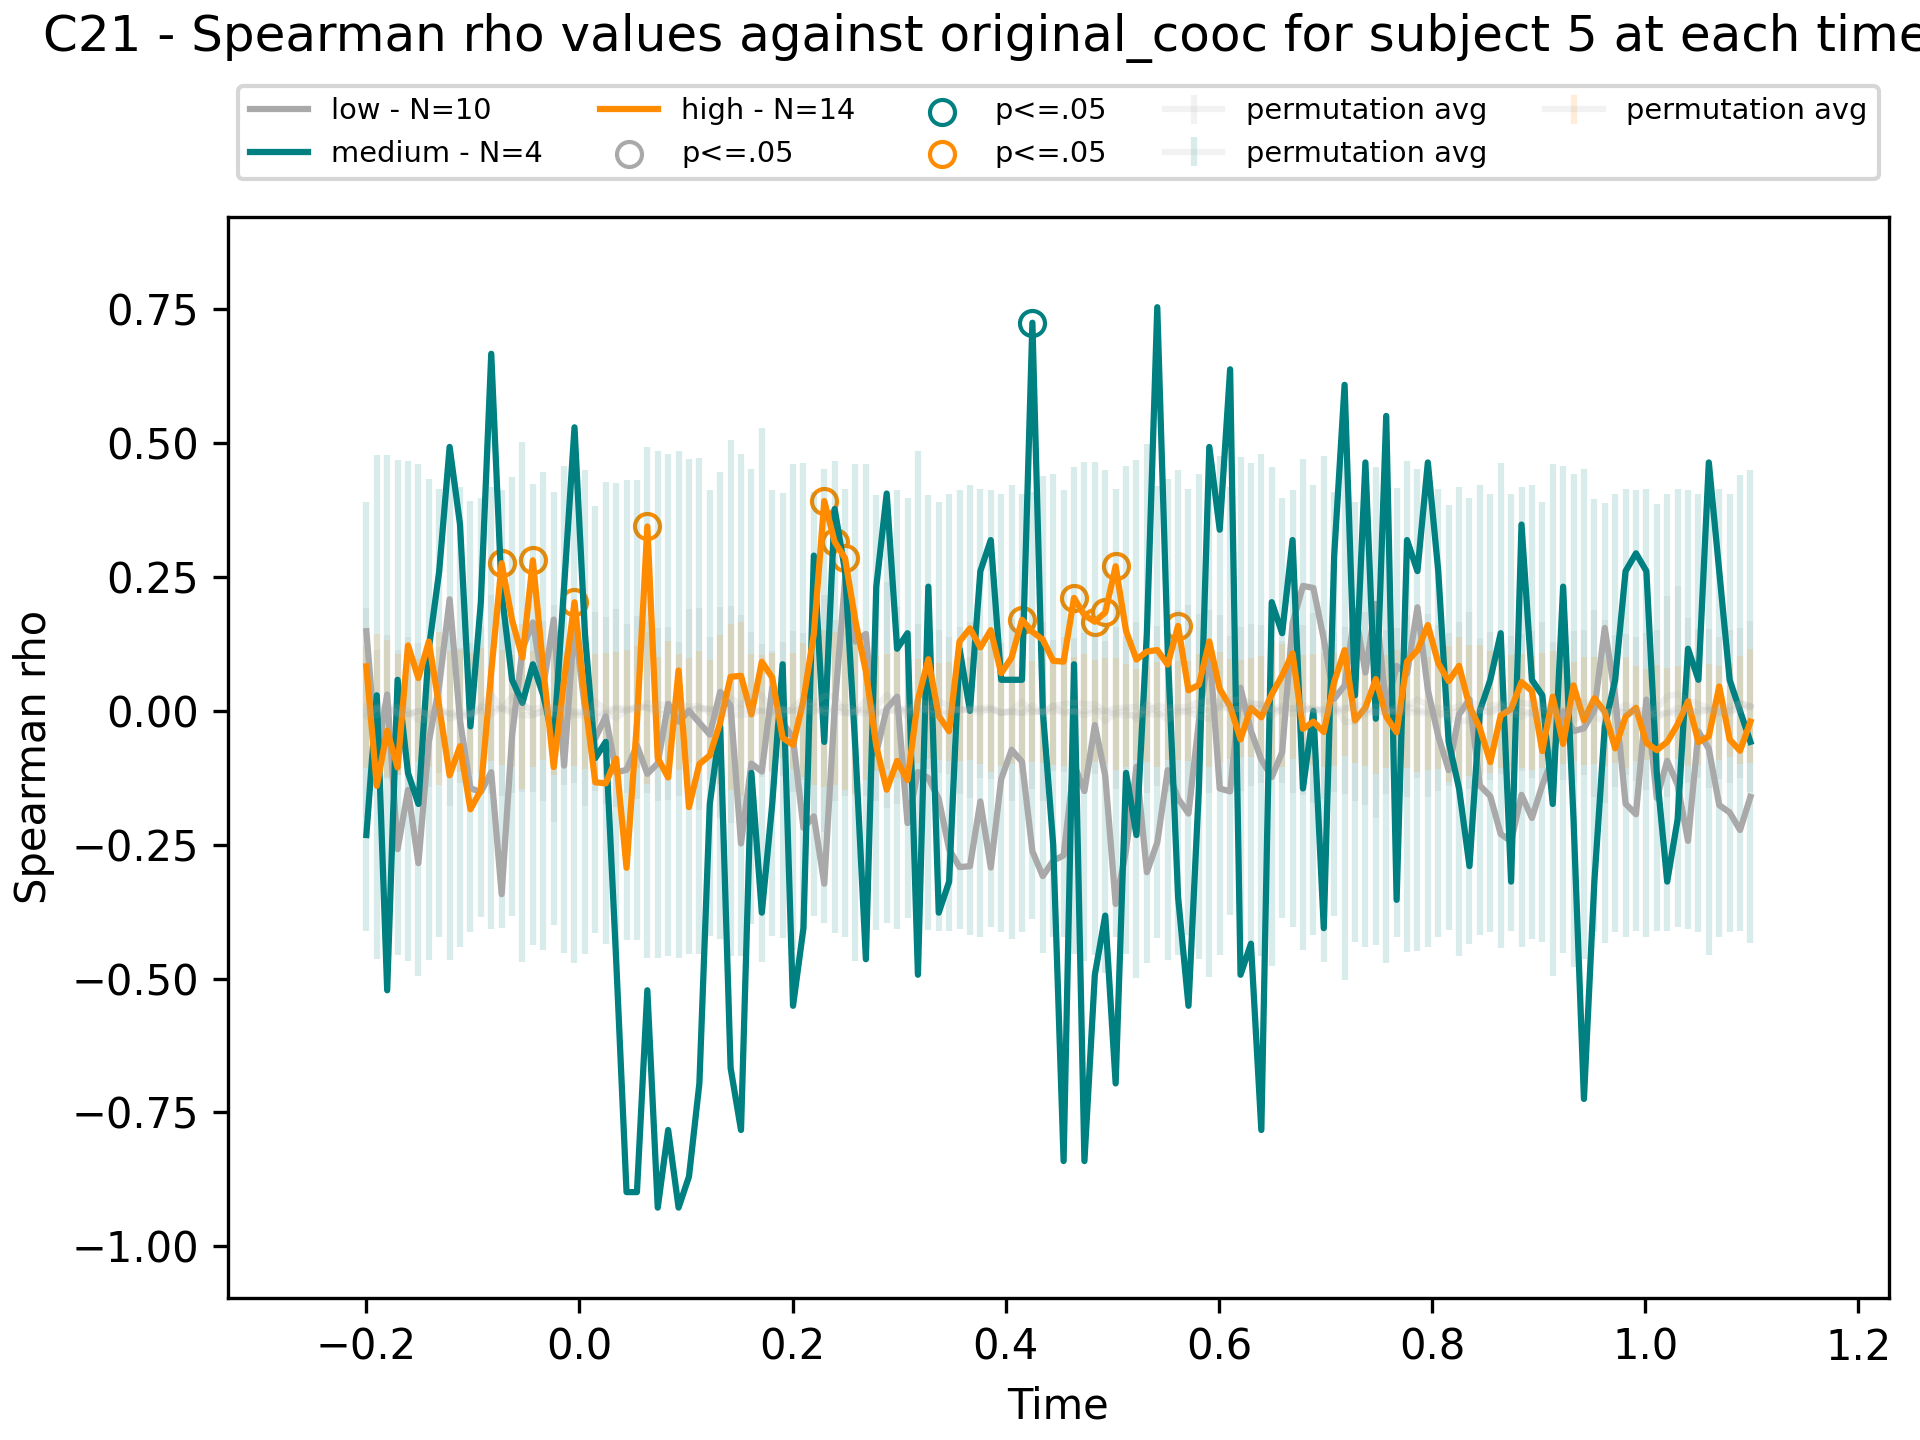 C21 - Spearman rho values against original_cooc for subject 5 at each time
low - N=10
medium - N=4
high - N=14
p<=.05
p<=.05
p<=.05
permutation avg
permutation avg
permutation avg
Spearman rho
0.75
0.50
0.25
0.00
−0.25
−0.50
−0.75
−1.00
−0.2 0.0 0.2 0.4 0.6 0.8 1.0 1.2
Time